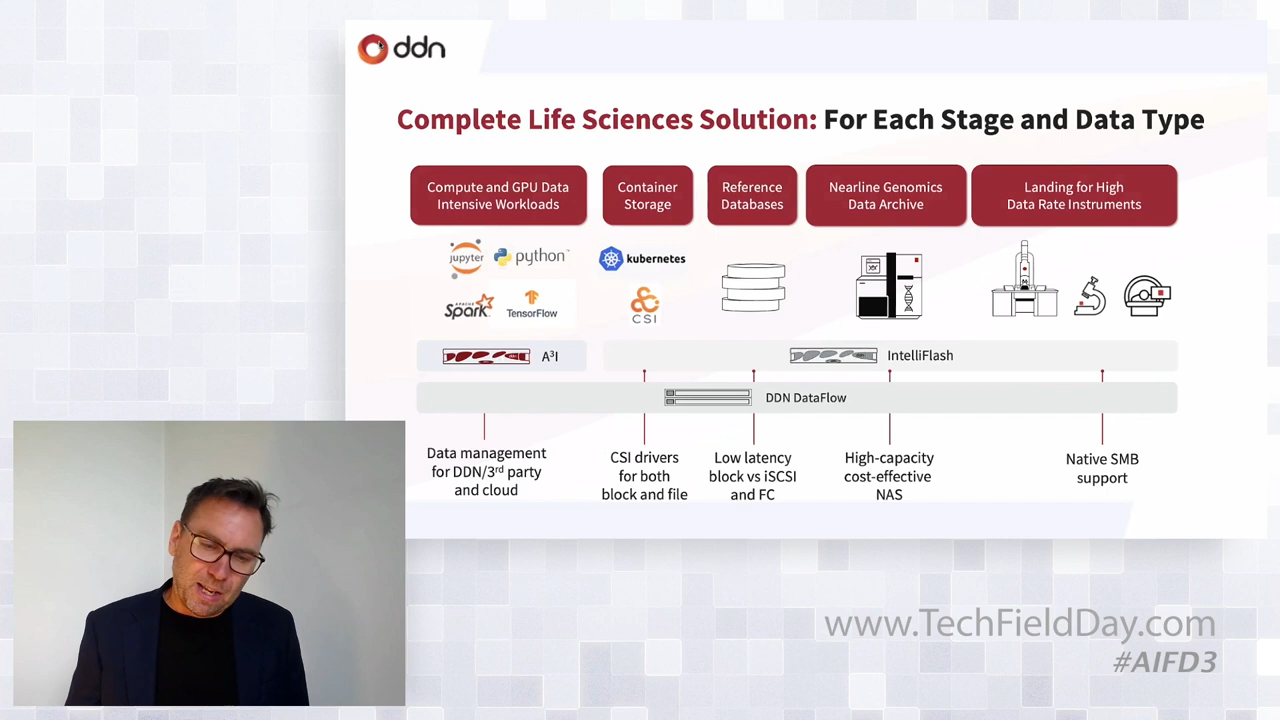 ddn
Complete Life Sciences Solution: For Each Stage and Data Type
Compute and GPU Data
Intensive Workloads
Container
Storage
Reference
Databases
Nearline Genomics
Data Archive
Landing for High
Data Rate Instruments
jupyter
python™
kubernetes
APACHE
Spark
TensorFlow
CSI
A³I
IntelliFlash
DDN DataFlow
Data management
for DDN/3rd party
and cloud
CSI drivers
for both
block and file
Low latency
block vs iSCSI
and FC
High-capacity
cost-effective
NAS
Native SMB
support
www.TechFieldDay.com
#AIFD3